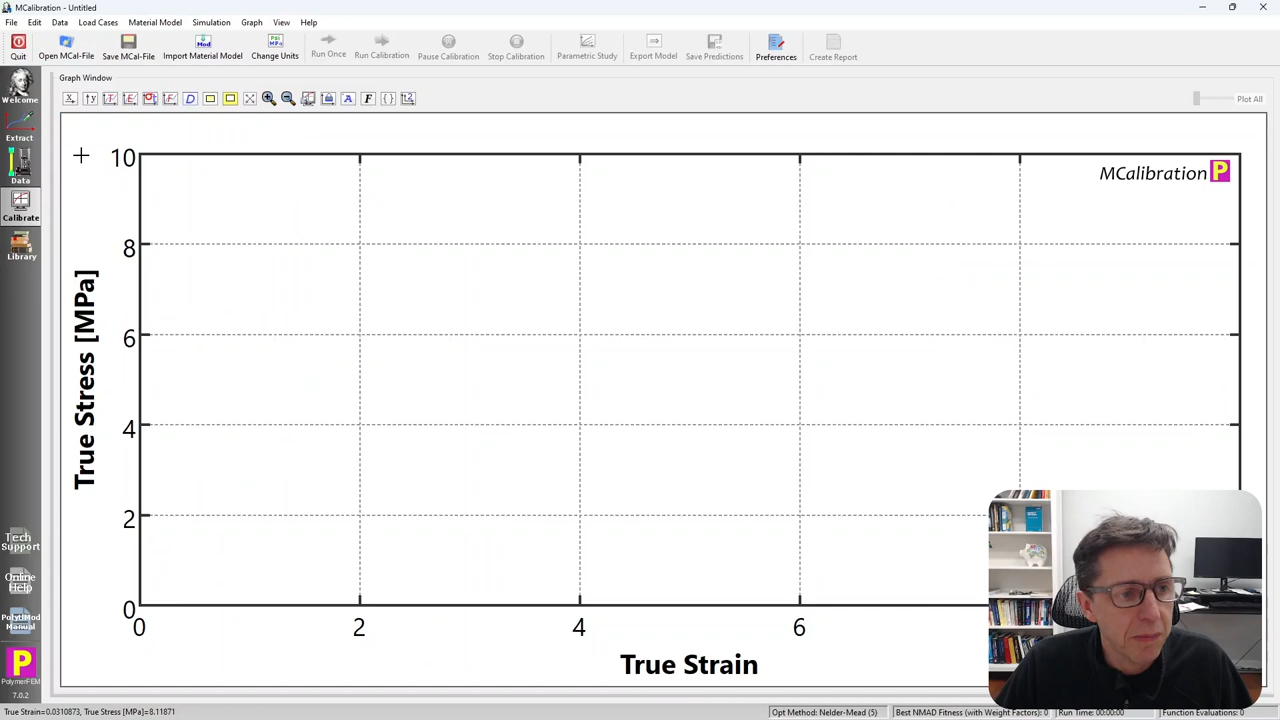 MCalibration - Untitled
File Edit Data Load Cases Material Model Simulation Graph View Help
Quit Open MCal-File Save MCal-File Import Material Model Change Units Run Once Run Calibration Pause Calibration Stop Calibration Parametric Study Export Model Save Predictions Preferences Create Report
Graph Window
Plot All
Welcome
Extract
Data
Calibrate
Library
Tech
Support
Online
Help
PolyUMod
Manual
P
PolymerFEM
7.0.2
MCalibration P
10
8
6
4
2
0
True Stress [MPa]
0 2 4 6
True Strain
True Strain=0.0310873, True Stress [MPa]=8.11871
Opt Method: Nelder-Mead (5) Best NMAD Fitness (with Weight Factors): 0 Run Time: 00:00:00 Function Evaluations: 0